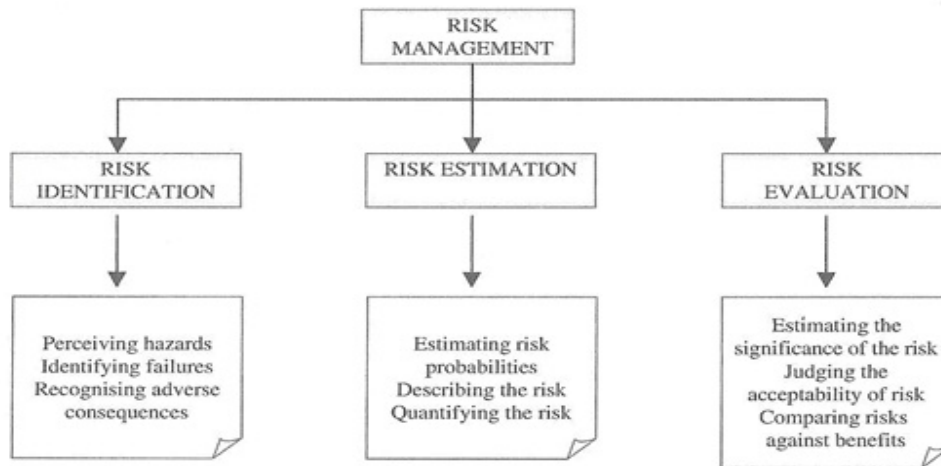 RISK
MANAGEMENT
RISK
IDENTIFICATION
RISK ESTIMATION
RISK
EVALUATION
Perceiving hazards
Identifying failures
Recognising adverse
consequences
Estimating risk
probabilities
Describing the risk
Quantifying the risk
Estimating the
significance of the risk
Judging the
acceptability of risk
Comparing risks
against benefits